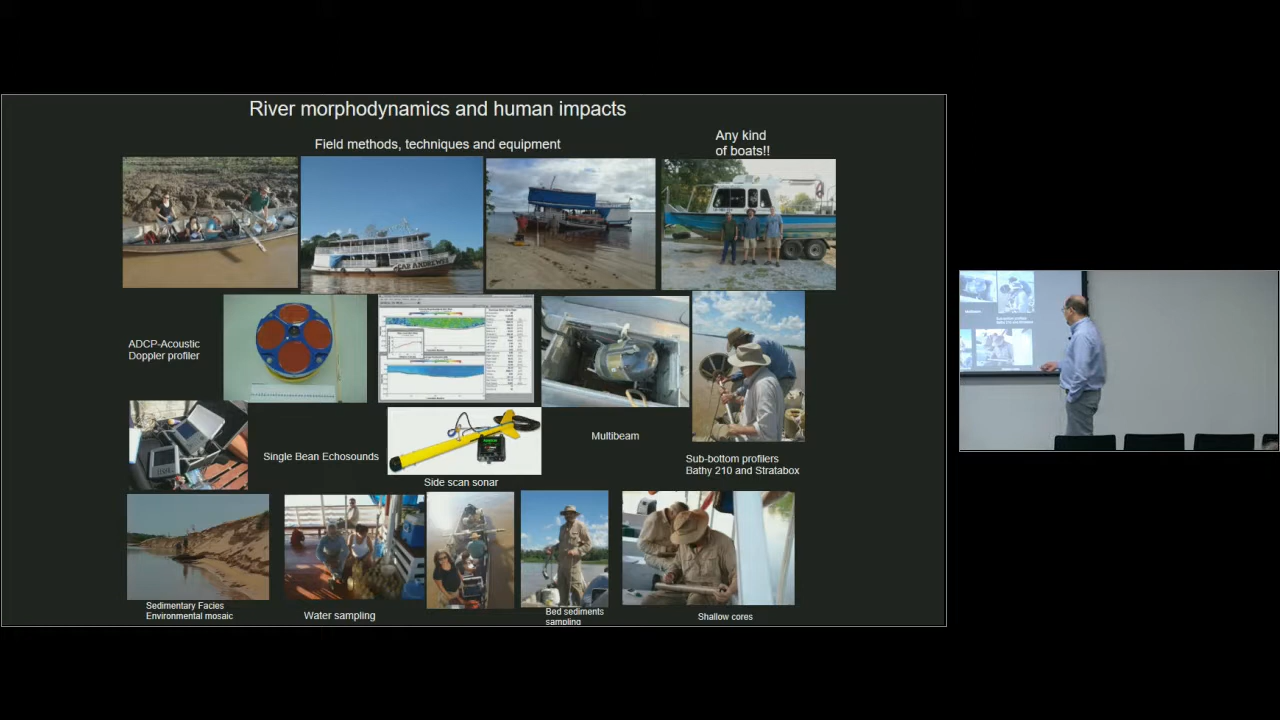 River morphodynamics and human impacts
Field methods, techniques and equipment
Any kind
of boats!!
ADCP-Acoustic
Doppler profiler
Single Bean Echosounds
Side scan sonar
Multibeam
Sub-bottom profilers
Bathy 210 and Stratabox
Sedimentary Facies
Environmental mosaic
Water sampling
Bed sediments
sampling
Shallow cores